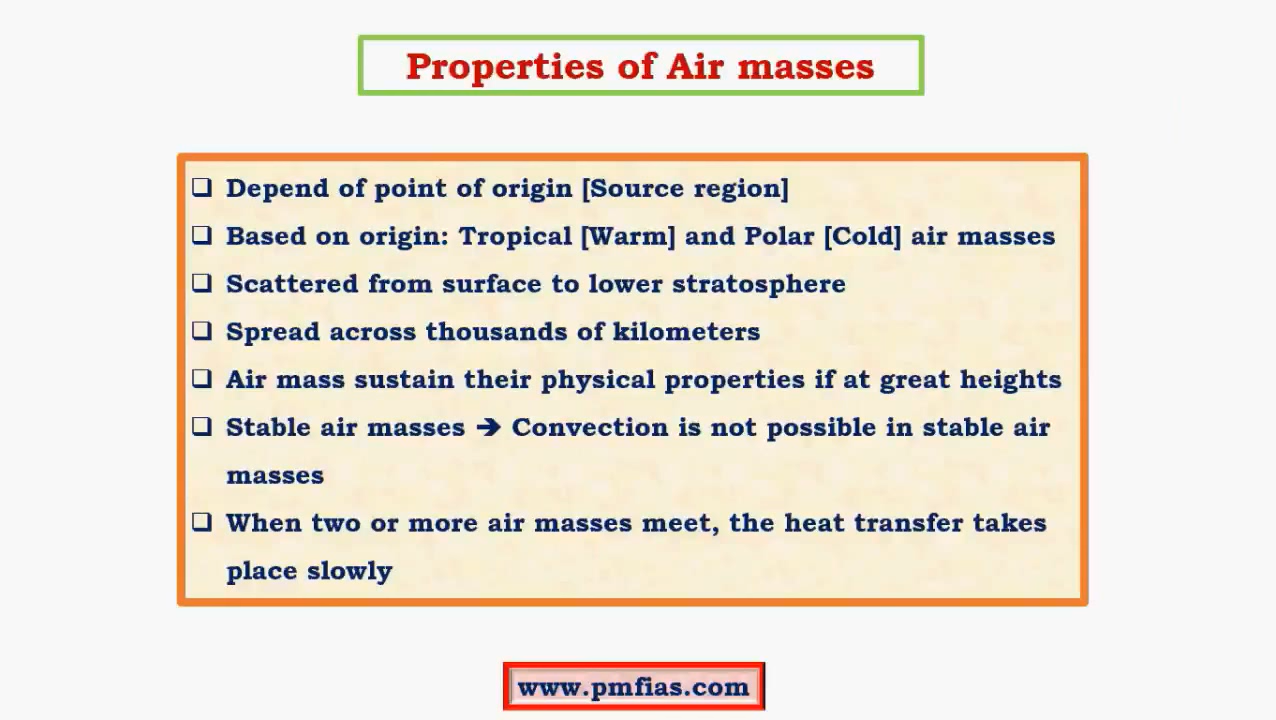 Properties of Air masses
❑ Depend of point of origin [Source region]
❑ Based on origin: Tropical [Warm] and Polar [Cold] air masses
❑ Scattered from surface to lower stratosphere
❑ Spread across thousands of kilometers
❑ Air mass sustain their physical properties if at great heights
❑ Stable air masses ➔ Convection is not possible in stable air
masses
❑ When two or more air masses meet, the heat transfer takes
place slowly
www.pmfias.com